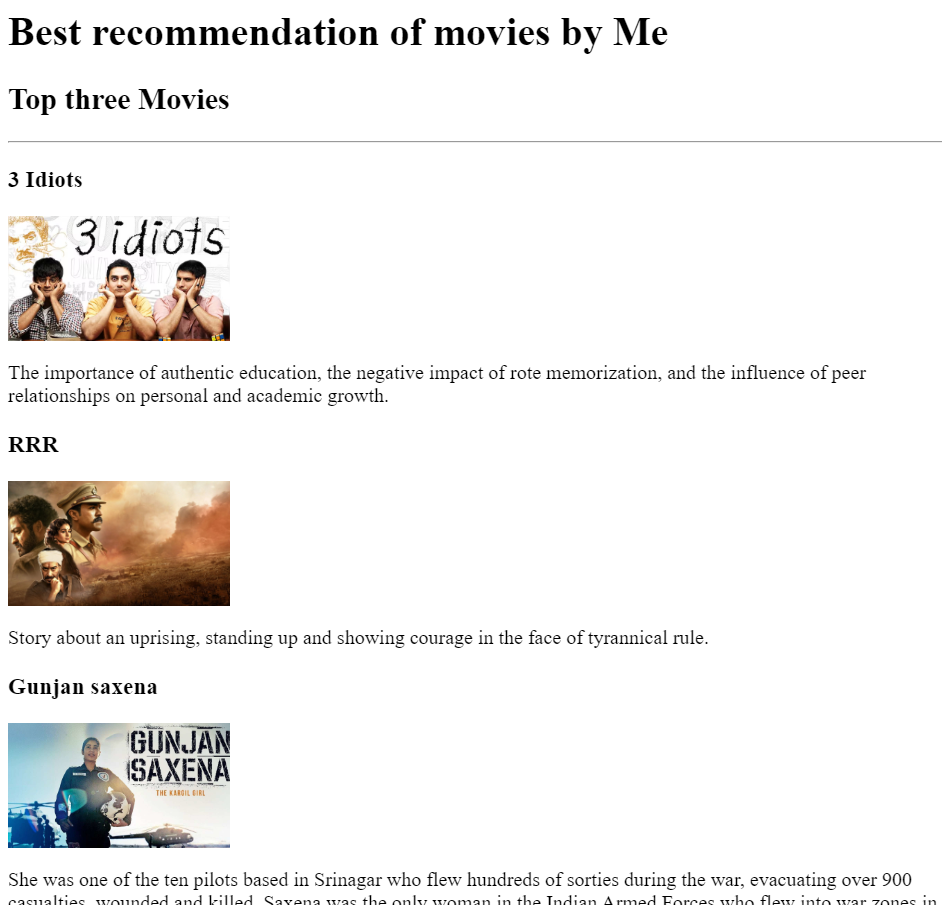 Best recommendation of movies by Me
Top three Movies
3 Idiots
3 idiots
The importance of authentic education, the negative impact of rote memorization, and the influence of peer
relationships on personal and academic growth.
RRR
Story about an uprising, standing up and showing courage in the face of tyrannical rule.
Gunjan saxena
GUNJAN
SAXENA
THE KARGIL GIRL
She was one of the ten pilots based in Srinagar who flew hundreds of sorties during the war, evacuating over 900
casualties, wounded and killed. Saxena was the only woman in the Indian Armed Forces who flew into war zones in